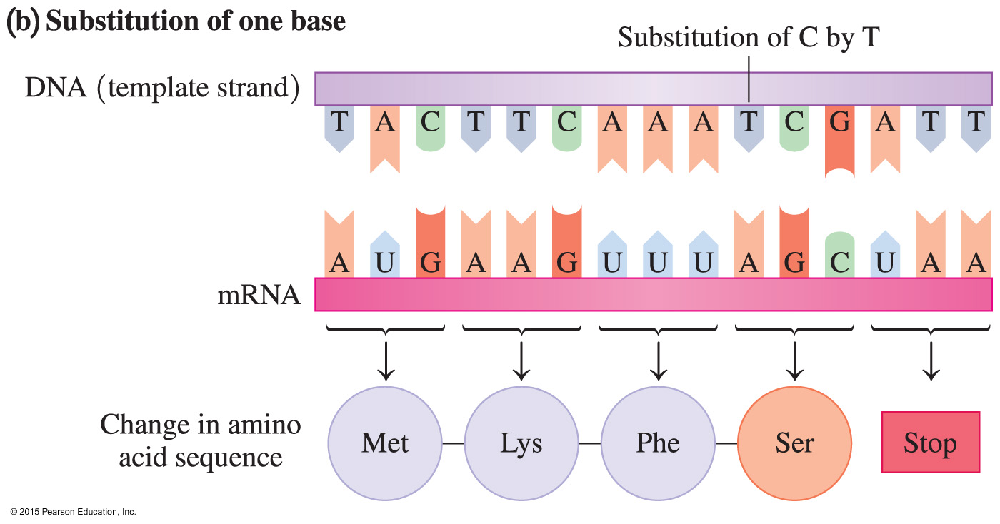 (b) Substitution of one base
Substitution of C by T
DNA (template strand)
T A C T T C A A A T C G A T T
A U G A A G U U U A G C U A A
mRNA
Change in amino
acid sequence
Met Lys Phe Ser Stop
© 2015 Pearson Education, Inc.